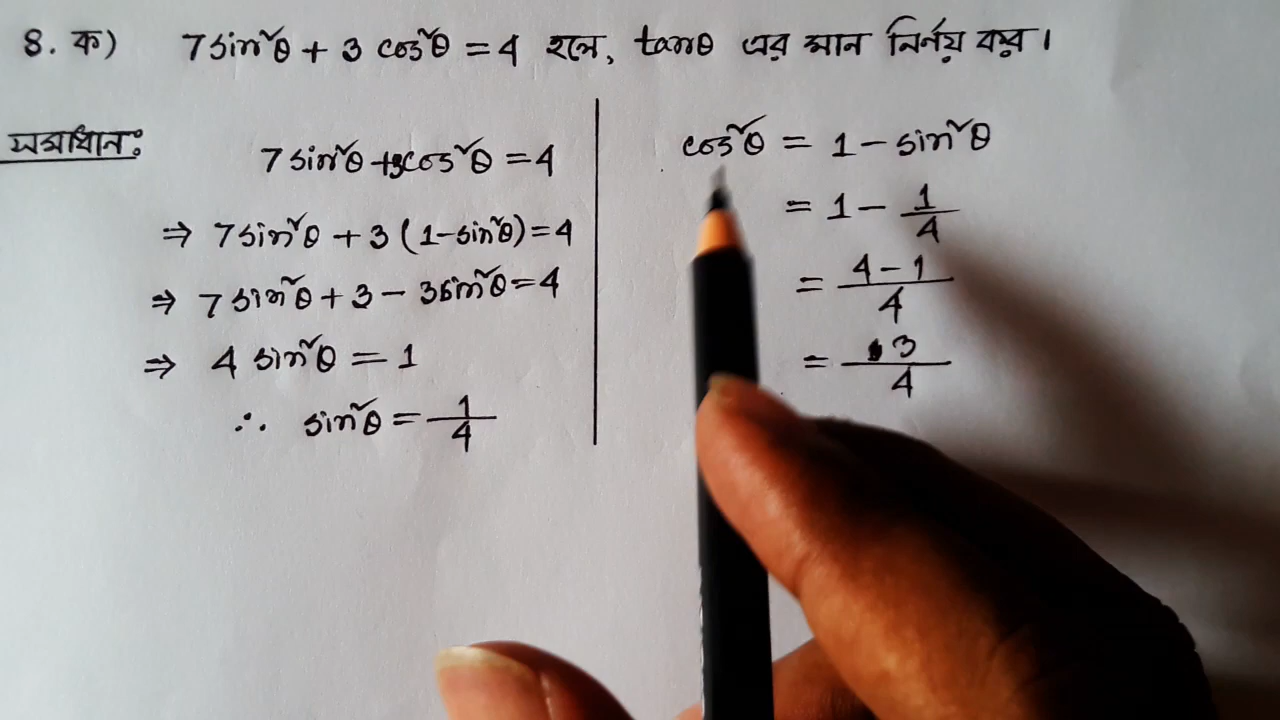 ৪. ক) 7sin²θ + 3 cos²θ = 4 হলে, tanθ এর মান নির্ণয় কর।
সমাধান:
7sin²θ + 3cos²θ = 4
⇒ 7sin²θ + 3 (1-sin²θ) = 4
⇒ 7sin²θ + 3 - 3sin²θ = 4
⇒ 4 sin²θ = 1
∴ sin²θ = 1/4
cos²θ = 1 - sin²θ
= 1 - 1/4
= 4 - 1/4
= 3/4